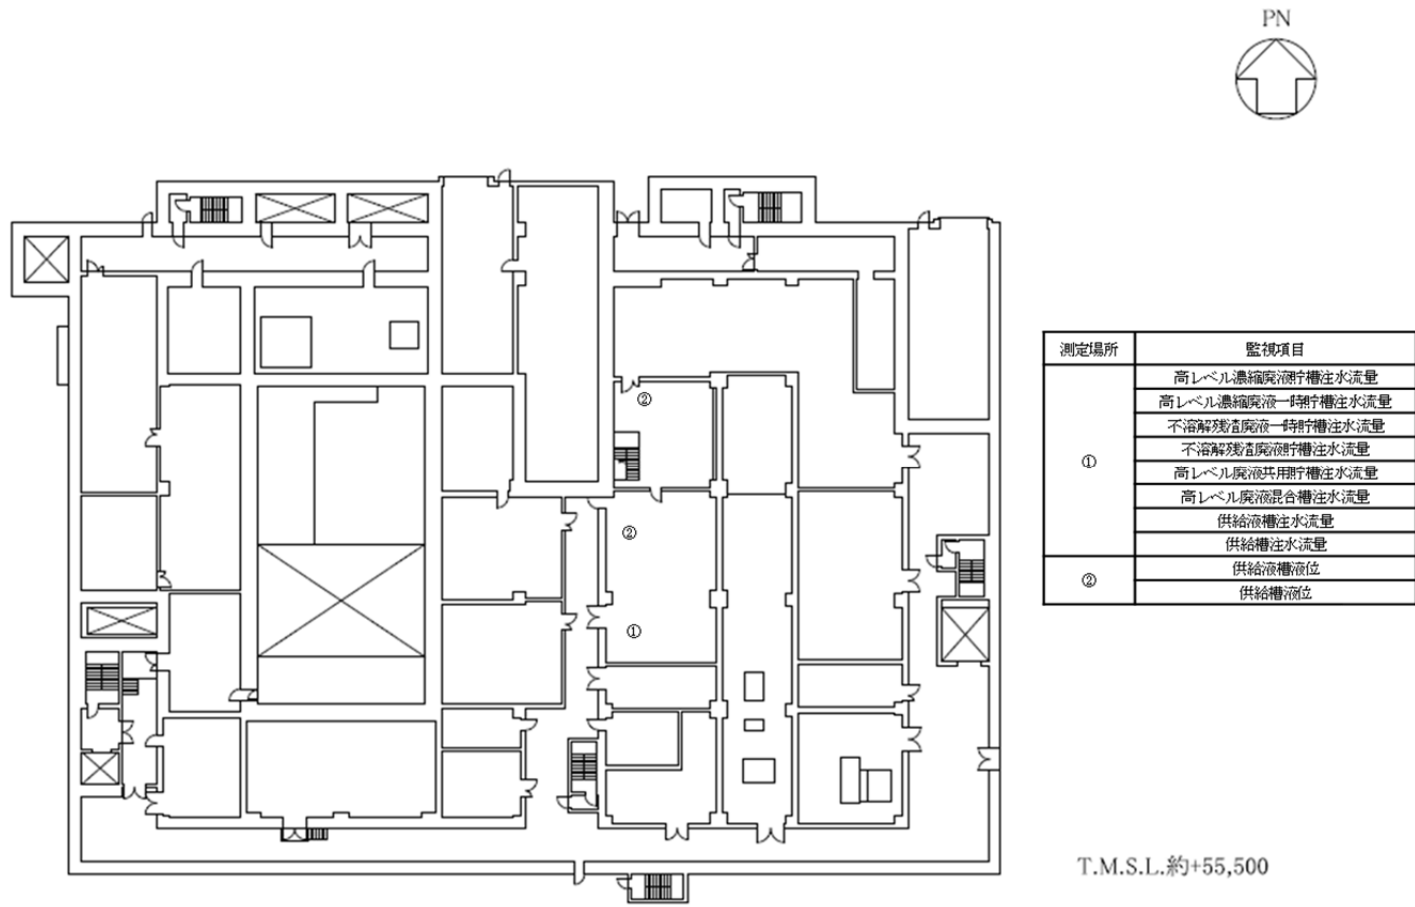 PN
測定場所 監視項目
① 高レベル濃縮廃液貯槽注水流量
高レベル濃縮廃液一時貯槽注水流量
不溶解残渣廃液一時貯槽注水流量
不溶解残渣廃液貯槽注水流量
高レベル廃液共用貯槽注水流量
高レベル廃液混合槽注水流量
供給液槽注水流量
供給槽注水流量
② 供給液槽液位
供給槽液位
②
②
①
T.M.S.L.約+55,500